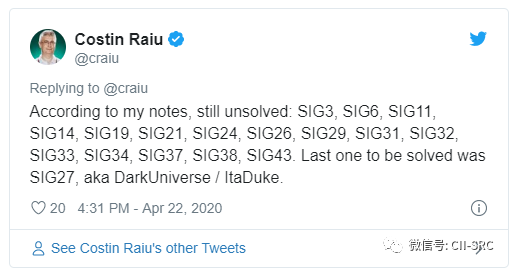 Costin Raiu
@craiu
Replying to @craiu
According to my notes, still unsolved: SIG3, SIG6, SIG11,
SIG14, SIG19, SIG21, SIG24, SIG26, SIG29, SIG31, SIG32,
SIG33, SIG34, SIG37, SIG38, SIG43. Last one to be solved was
SIG27, aka DarkUniverse / ItaDuke.
20 4:31 PM - Apr 22, 2020
See Costin Raiu's other Tweets
微信号: CII-SRC